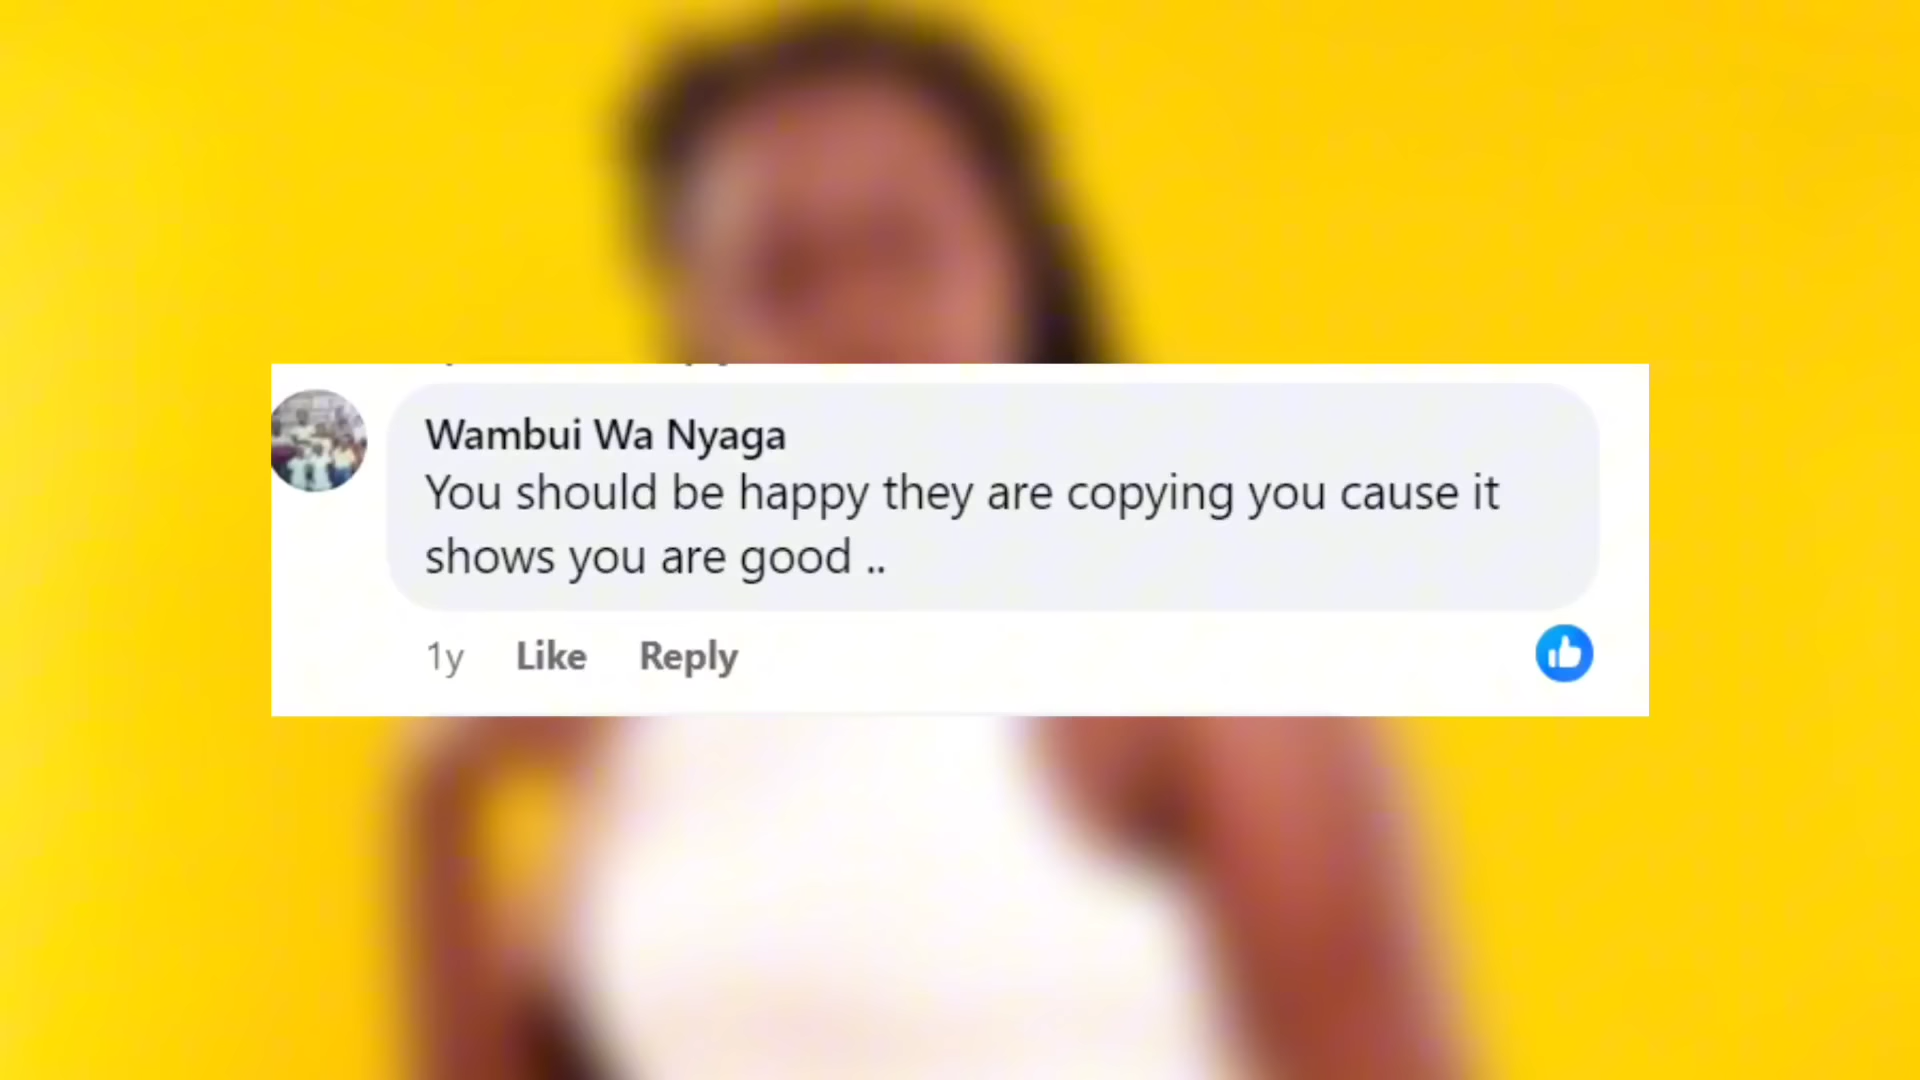 Wambui Wa Nyaga
You should be happy they are copying you cause it
shows you are good ..
1y Like Reply